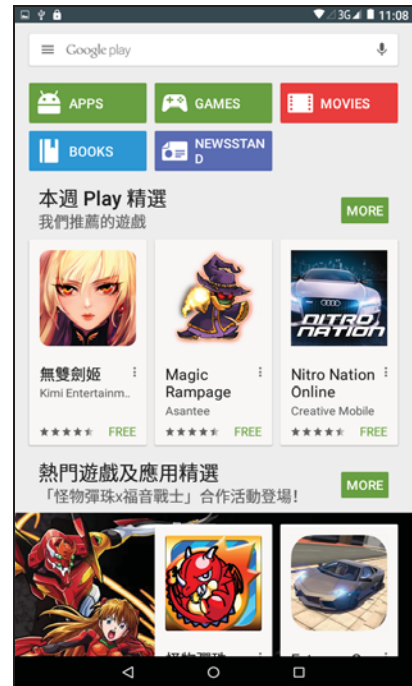 3G 11:08
Google play
APPS
GAMES
MOVIES
BOOKS
NEWSSTAN
D
本週 Play 精選
我們推薦的遊戲
MORE
NITRO
NATION
無雙劍姬
Kimi Entertainm..
FREE
Magic
Rampage
Asantee
FREE
Nitro Nation
Online
Creative Mobile
FREE
熱門遊戲及應用精選
「怪物彈珠x福音戰士」合作活動登場!
MORE